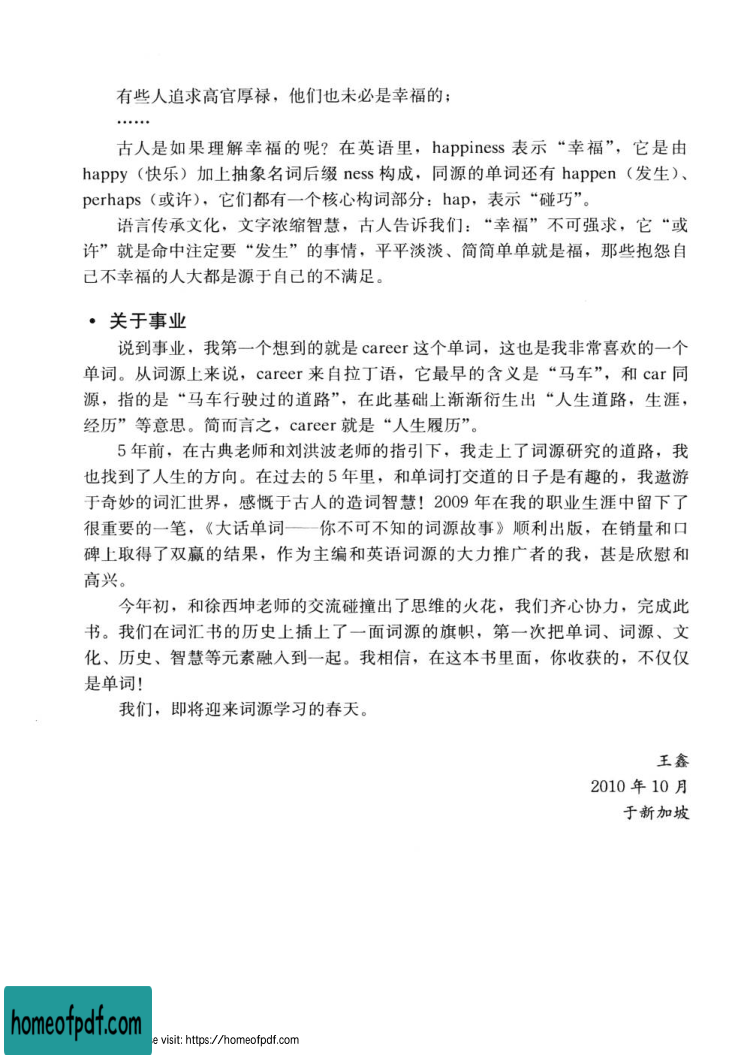 有些人追求高官厚禄，他们也未必是幸福的；
……
古人是如果理解幸福的呢？在英语里，happiness 表示“幸福”，它是由
happy（快乐）加上抽象名词后缀 ness 构成，同源的单词还有 happen（发生）、
perhaps（或许），它们都有一个核心构词部分：hap，表示“碰巧”。
语言传承文化，文字浓缩智慧，古人告诉我们：“幸福”不可强求，它“或
许”就是命中注定要“发生”的事情，平平淡淡、简简单单就是福，那些抱怨自
己不幸福的人大都是源于自己的不满足。
• 关于事业
说到事业，我第一个想到的就是 career 这个单词，这也是我非常喜欢的一个
单词。从词源上来说，career 来自拉丁语，它最早的含义是“马车”，和 car 同
源，指的是“马车行驶过的道路”，在此基础上渐渐衍生出“人生道路，生涯，
经历”等意思。简而言之，career 就是“人生履历”。
5 年前，在古典老师和刘洪波老师的指引下，我走上了词源研究的道路，我
也找到了人生的方向。在过去的 5 年里，和单词打交道的日子是有趣的，我遨游
于奇妙的词汇世界，感慨于古人的造词智慧！2009 年在我的职业生涯中留下了
很重要的一笔，《大话单词——你不可不知的词源故事》顺利出版，在销量和口
碑上取得了双赢的结果，作为主编和英语词源的大力推广者的我，甚是欣慰和
高兴。
今年初，和徐西坤老师的交流碰撞出了思维的火花，我们齐心协力，完成此
书。我们在词汇书的历史上插上了一面词源的旗帜，第一次把单词、词源、文
化、历史、智慧等元素融入到一起。我相信，在这本书里面，你收获的，不仅仅
是单词！
我们，即将迎来词源学习的春天。
王鑫
2010 年 10 月
于新加坡
homeofpdf.com
e visit: https://homeofpdf.com